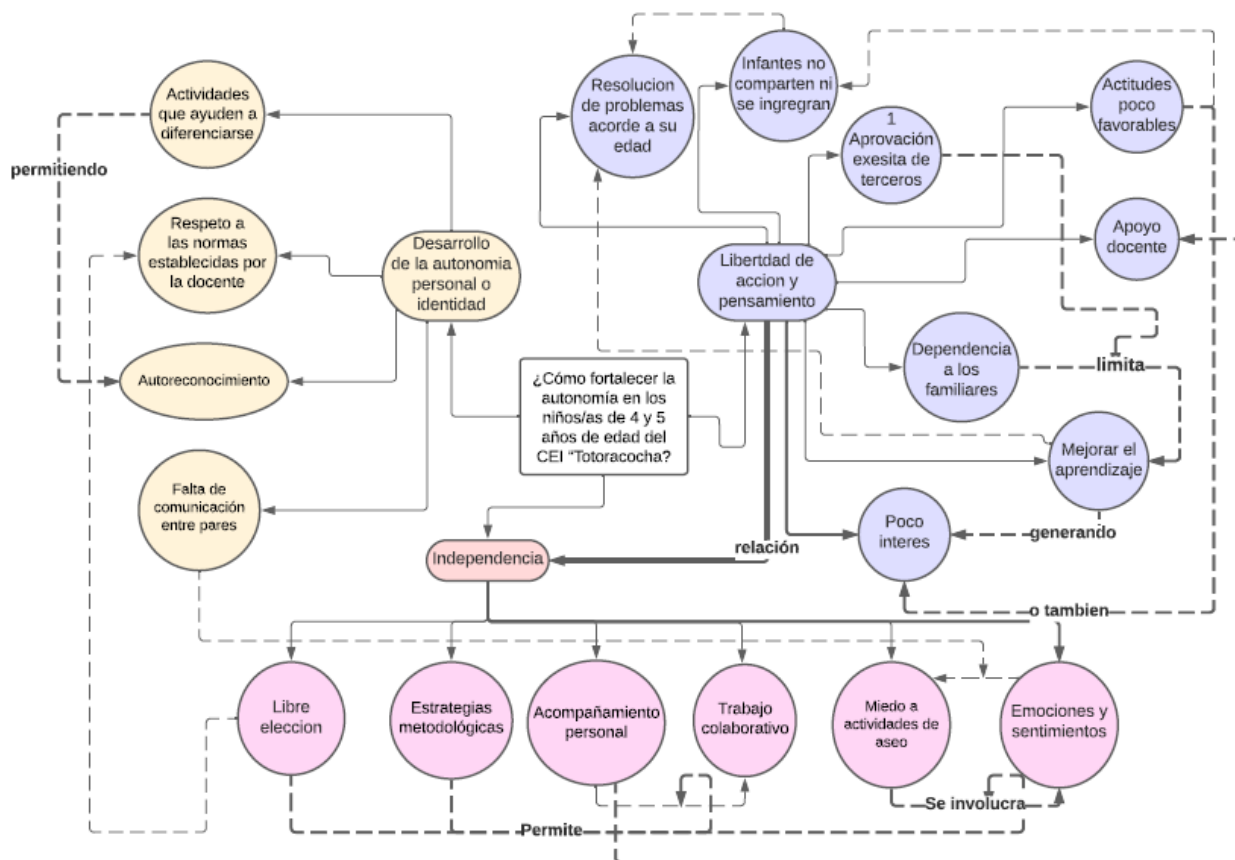 Actividades
que ayuden a
diferenciarse
permitiendo
Respeto a
las normas
establecidas por
la docente
Autoreconocimiento
Falta de
comunicación
entre pares
Desarrollo
de la autonomia
personal o
identidad
Resolucion
de problemas
acorde a su
edad
Infantes no
comparten ni
se ingregran
1
Aprovación
exesita de
terceros
Actitudes
poco
favorables
Apoyo
docente
Libertdad de
accion y
pensamiento
Dependencia
a los
familiares
limita
Mejorar el
aprendizaje
¿Cómo fortalecer la
autonomía en los
niños/as de 4 y 5
años de edad del
CEI “Totoracocha?
Poco
interes
generando
relación
Independencia
o tambien
Libre
eleccion
Estrategias
metodológicas
Acompañamiento
personal
Trabajo
colaborativo
Miedo a
actividades de
aseo
Emociones y
sentimientos
Se involucra
Permite